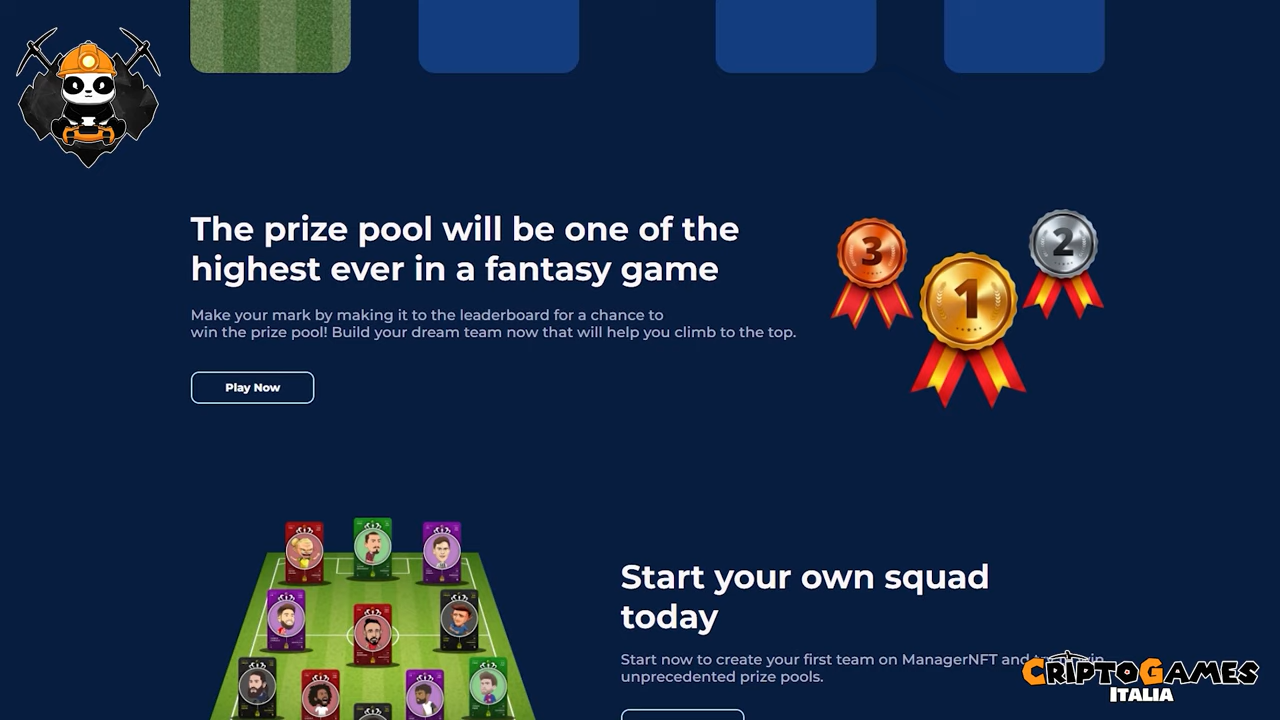 The prize pool will be one of the
highest ever in a fantasy game
Make your mark by making it to the leaderboard for a chance to
win the prize pool! Build your dream team now that will help you climb to the top.
Play Now
3
1
2
Start your own squad
today
Start now to create your first team on ManagerNFT and
unprecedented prize pools.
CRIPTOGAMES
ITALIA